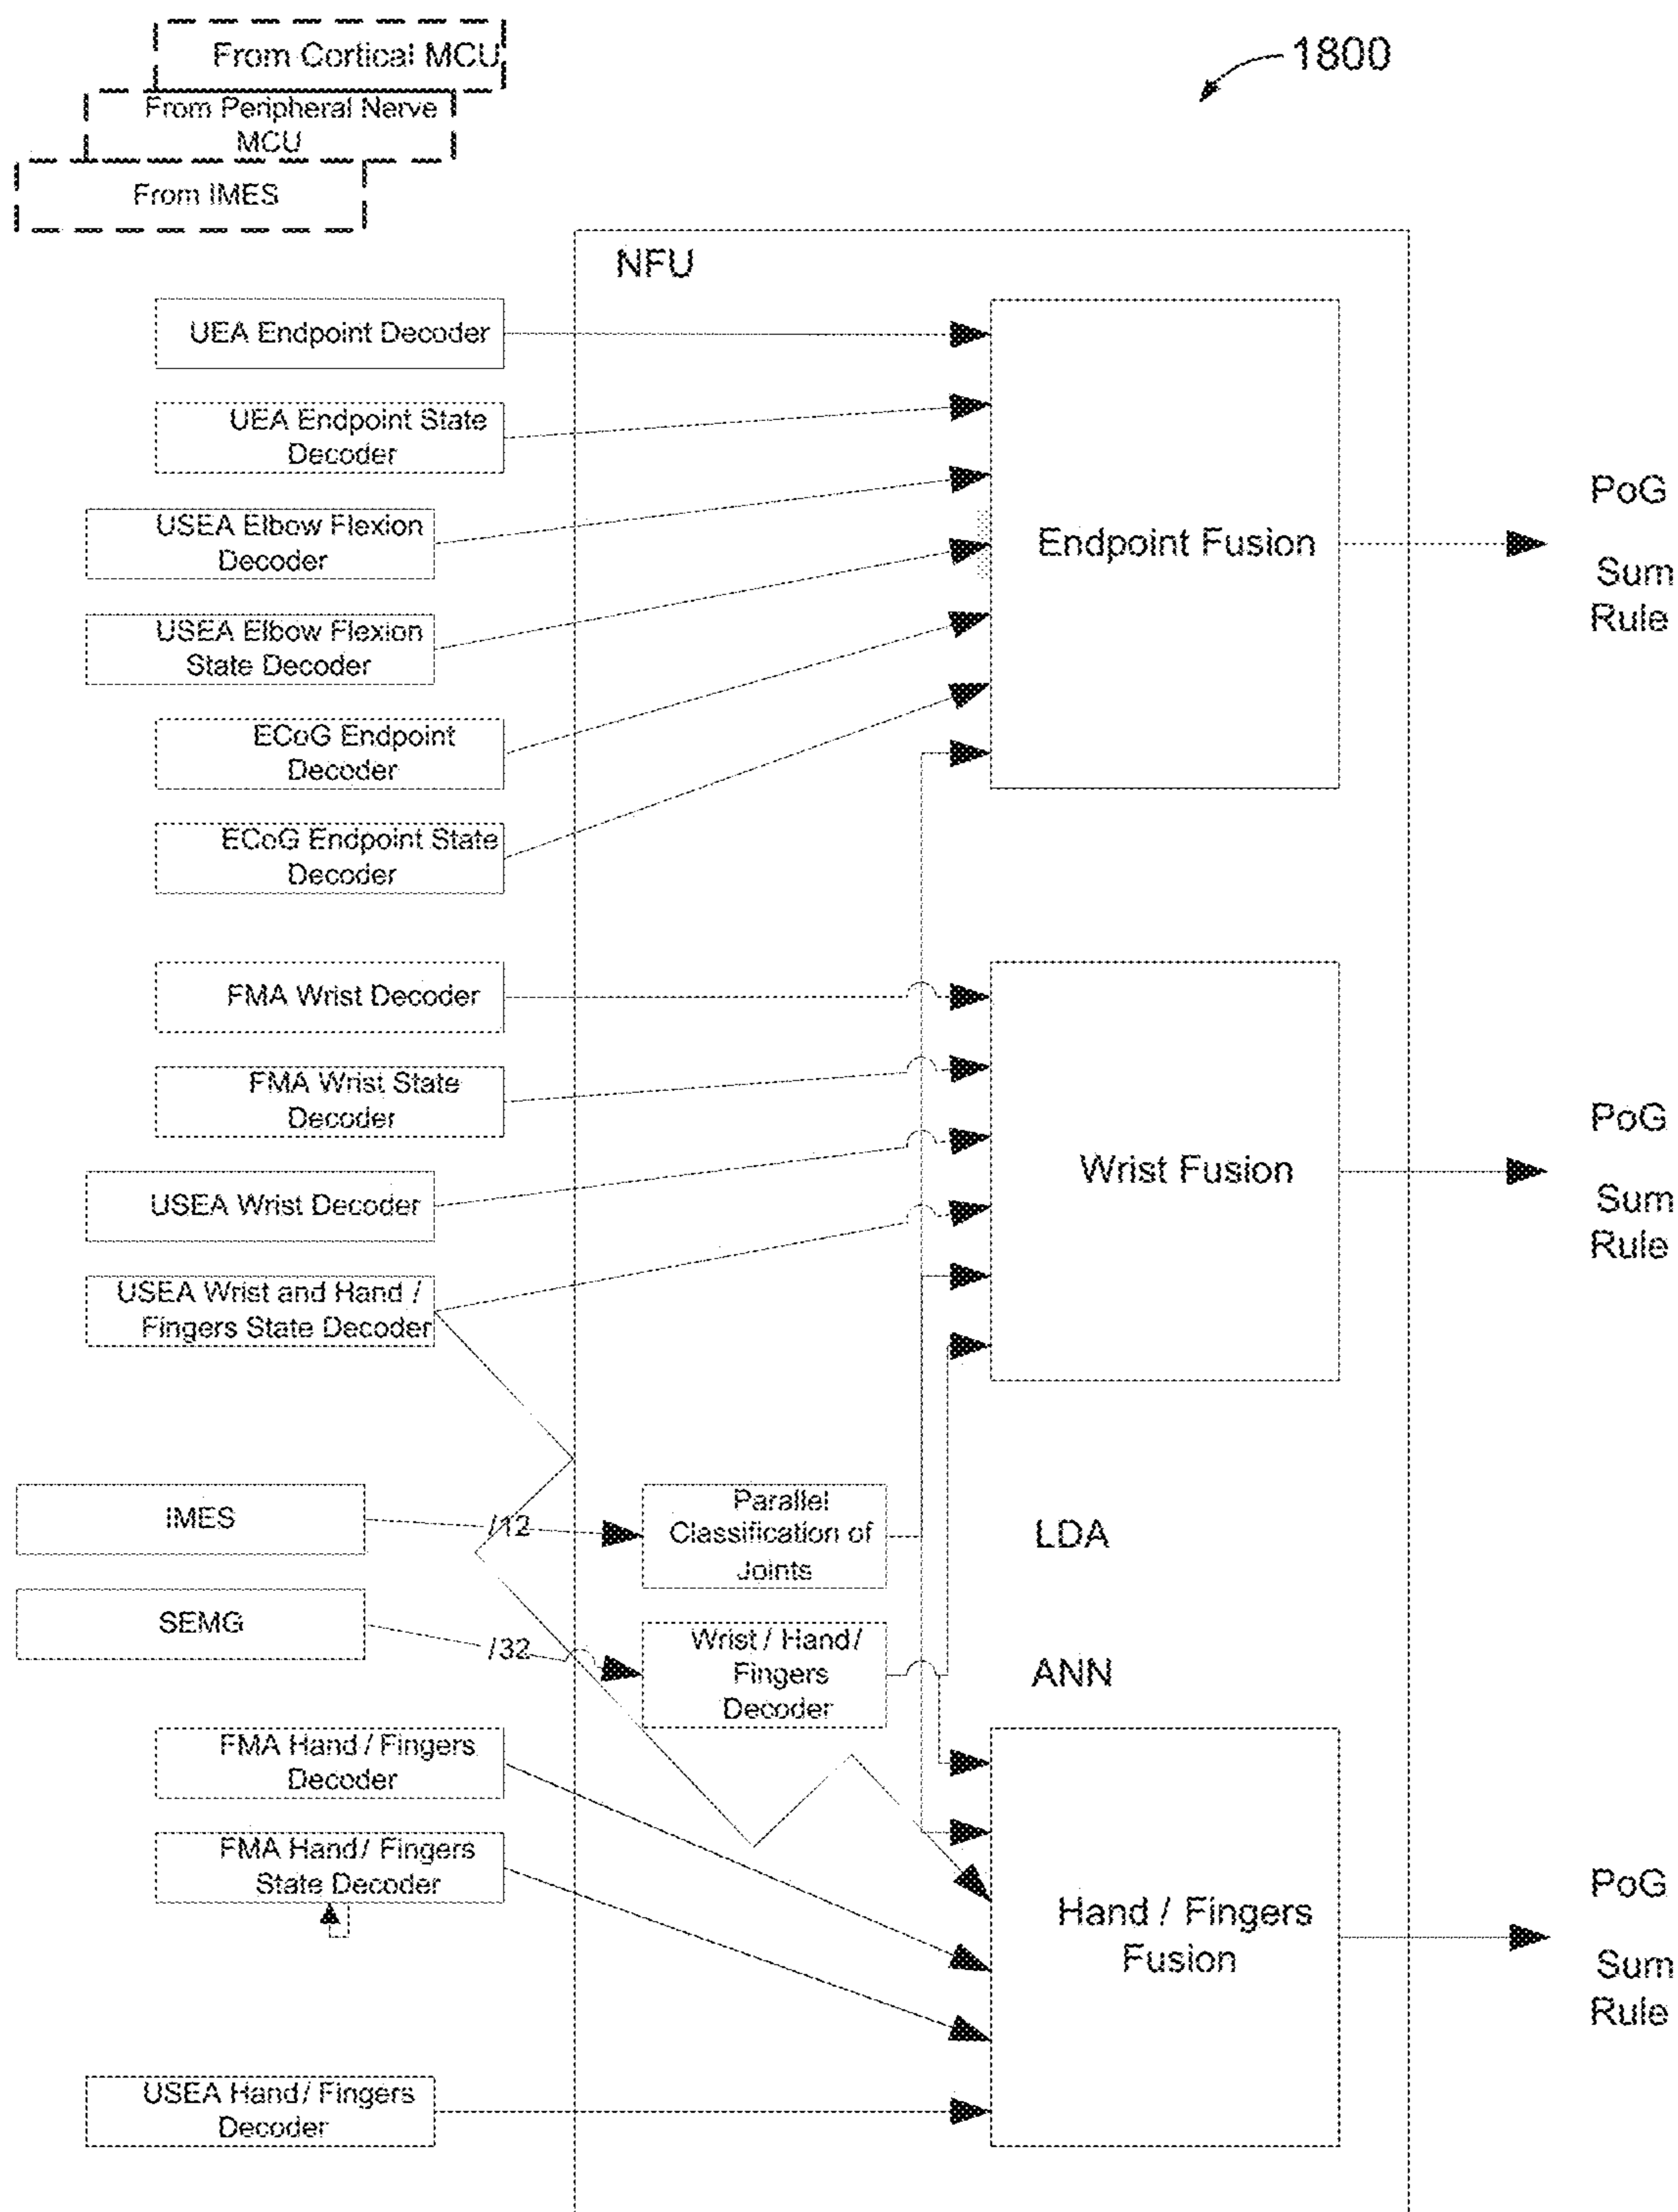 From Cortical MCU
From Peripheral Nerve
MCU
From IMES
1800
NFU
UEA Endpoint Decoder
UEA Endpoint State
Decoder
USEA Elbow Flexion
Decoder
USEA Elbow Flexion
State Decoder
ECoG Endpoint
Decoder
ECoG Endpoint State
Decoder
Endpoint Fusion
PoG
Sum
Rule
FMA Wrist Decoder
FMA Wrist State
Decoder
USEA Wrist Decoder
USEA Wrist and Hand /
Fingers State Decoder
Wrist Fusion
PoG
Sum
Rule
IMES
/12
Parallel
Classification of
Joints
LDA
SEMG
/32
Wrist / Hand /
Fingers
Decoder
ANN
FMA Hand / Fingers
Decoder
FMA Hand / Fingers
State Decoder
USEA Hand / Fingers
Decoder
Hand / Fingers
Fusion
PoG
Sum
Rule